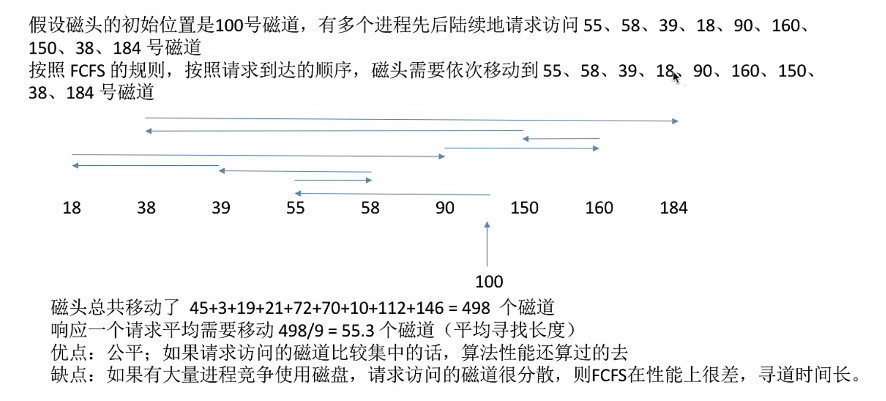 假设磁头的初始位置是100号磁道，有多个进程先后陆续地请求访问 55、58、39、18、90、160、
150、38、184 号磁道
按照 FCFS 的规则，按照请求到达的顺序，磁头需要依次移动到 55、58、39、18、90、160、150、
38、184 号磁道
18 38 39 55 58 90 150 160 184
100
磁头总共移动了 45+3+19+21+72+70+10+112+146 = 498 个磁道
响应一个请求平均需要移动 498/9 = 55.3 个磁道（平均寻找长度）
优点：公平；如果请求访问的磁道比较集中的话，算法性能还算过的去
缺点：如果有大量进程竞争使用磁盘，请求访问的磁道很分散，则FCFS在性能上很差，寻道时间长。